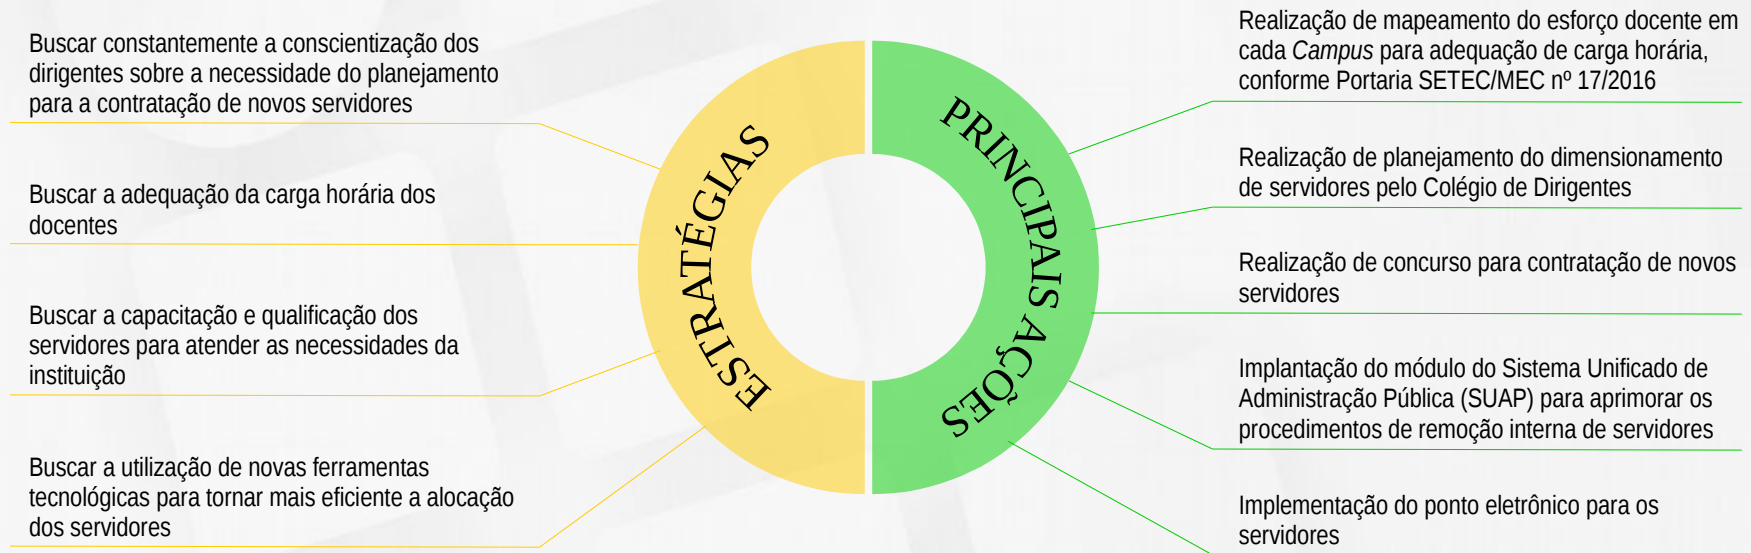 Buscar constantemente a conscientização dos
dirigentes sobre a necessidade do planejamento
para a contratação de novos servidores
Buscar a adequação da carga horária dos
docentes
Buscar a capacitação e qualificação dos
servidores para atender as necessidades da
instituição
Buscar a utilização de novas ferramentas
tecnológicas para tornar mais eficiente a alocação
dos servidores
ESTRATÉGIAS
PRINCIPAIS AÇÕES
Realização de mapeamento do esforço docente em
cada Campus para adequação de carga horária,
conforme Portaria SETEC/MEC nº 17/2016
Realização de planejamento do dimensionamento
de servidores pelo Colégio de Dirigentes
Realização de concurso para contratação de novos
servidores
Implantação do módulo do Sistema Unificado de
Administração Pública (SUAP) para aprimorar os
procedimentos de remoção interna de servidores
Implementação do ponto eletrônico para os
servidores